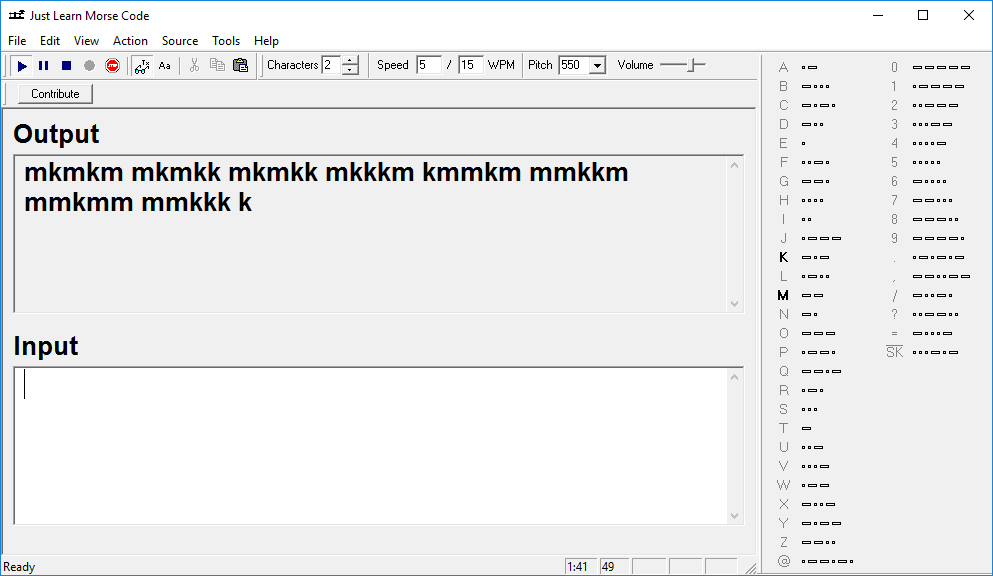 Just Learn Morse Code
File Edit View Action Source Tools Help
Characters 2 Speed 5 / 15 WPM Pitch 550 Volume
Contribute
Output
mkmkm mkmkk mkmkk mkkkm kmmkm mmkkm
mmkmm mmkkk k
Input
A
B
C
D
E
F
G
H
I
J
K
L
M
N
O
P
Q
R
S
T
U
V
W
X
Y
Z
@
0
1
2
3
4
5
6
7
8
9
.
,
/
?
=
SK
Ready 1:41 49